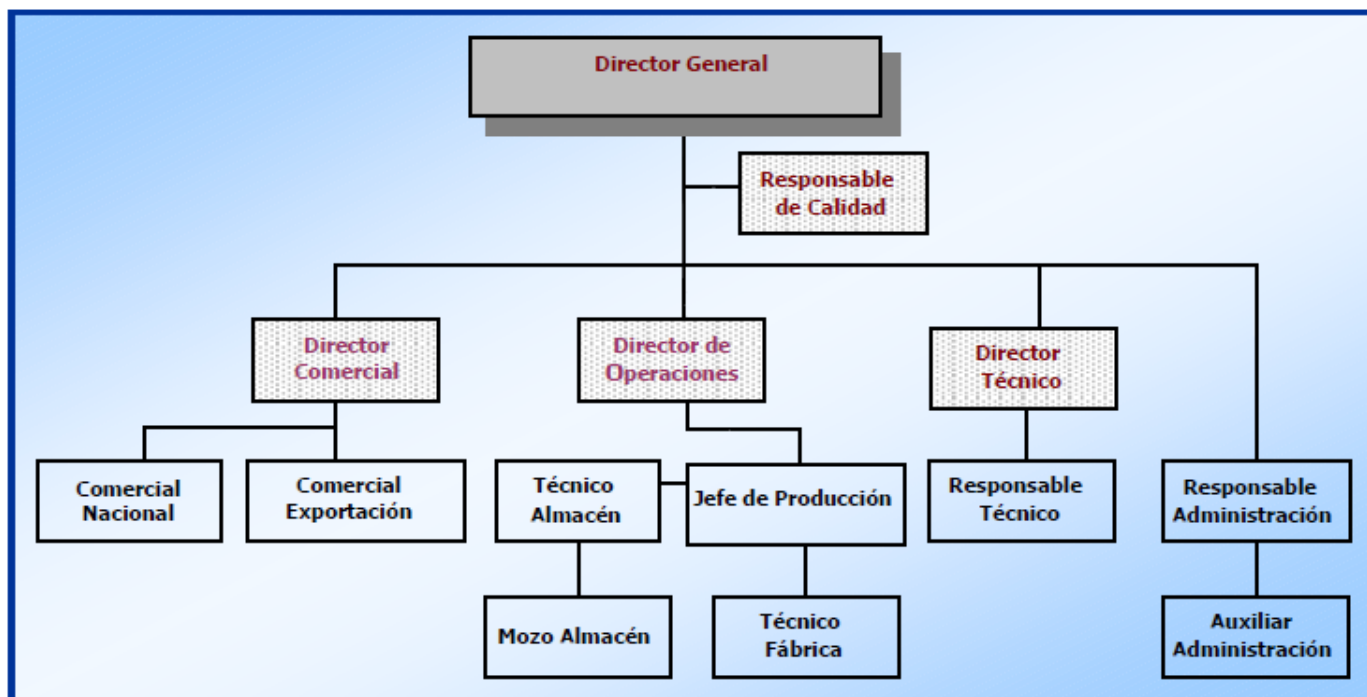 Director General
Responsable
de Calidad
Director
Comercial
Director de
Operaciones
Director
Técnico
Comercial
Nacional
Comercial
Exportación
Técnico
Almacén
Jefe de Producción
Responsable
Técnico
Responsable
Administración
Mozo Almacén
Técnico
Fábrica
Auxiliar
Administración